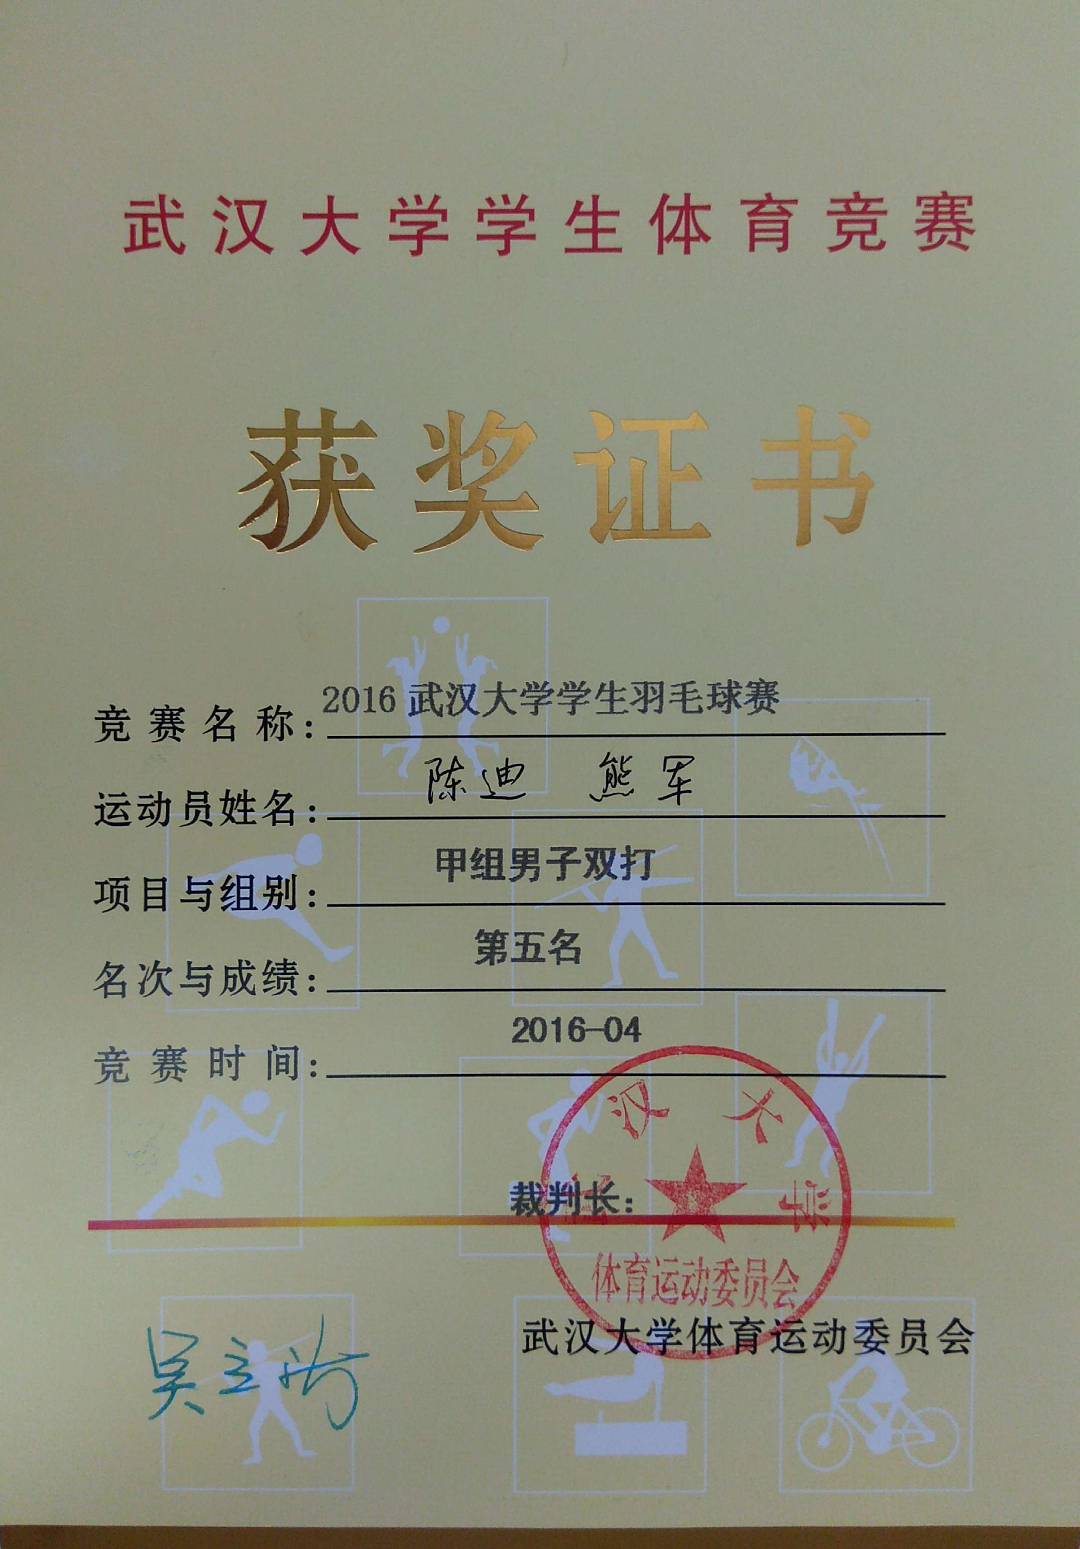 武汉大学学生体育竞赛
获奖证书
竞赛名称：2016武汉大学学生羽毛球赛
运动员姓名：陈迪 熊军
项目与组别：甲组男子双打
名次与成绩：第五名
竞赛时间：2016-04
武汉大学
裁判长：
体育运动委员会
武汉大学体育运动委员会